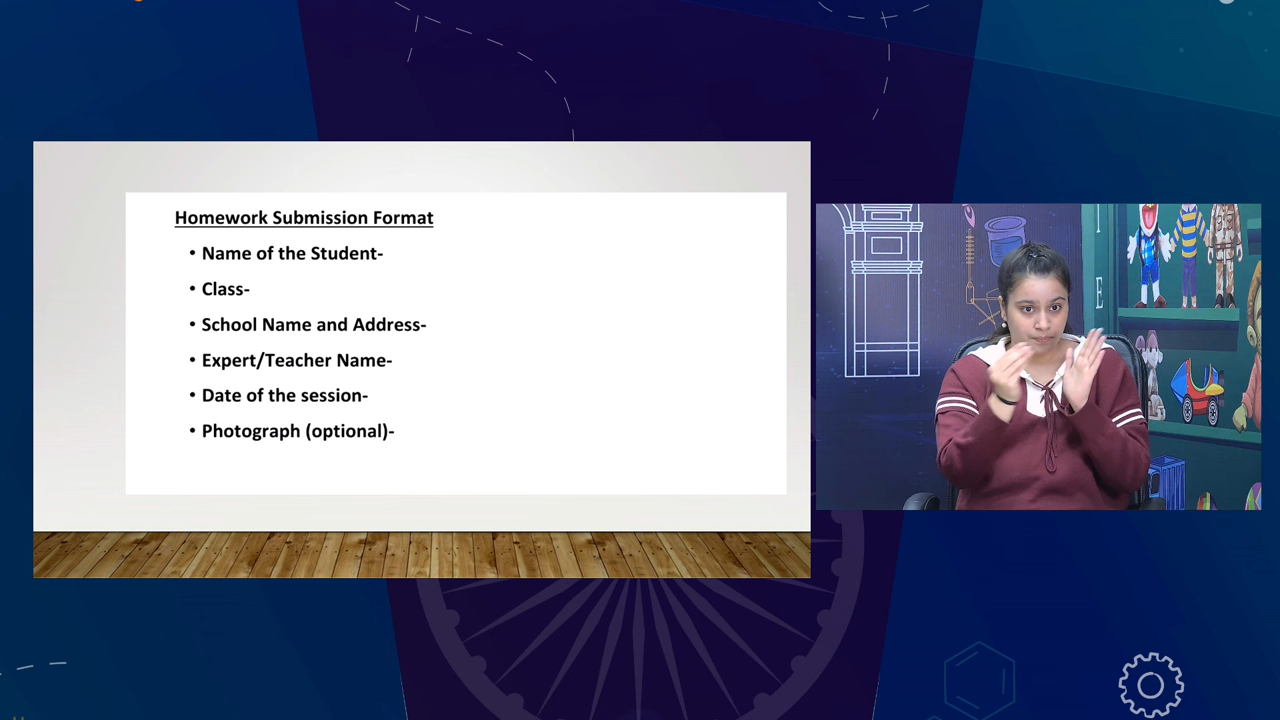 Homework Submission Format
• Name of the Student-
• Class-
• School Name and Address-
• Expert/Teacher Name-
• Date of the session-
• Photograph (optional)-
I
E